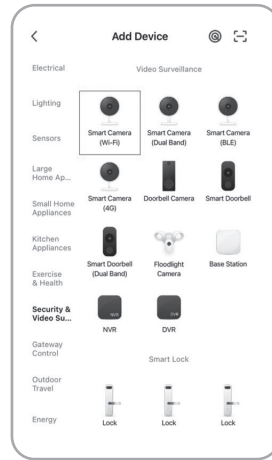 Add Device
Electrical
Lighting
Sensors
Large
Home Ap...
Small Home
Appliances
Kitchen
Appliances
Exercise
& Health
Security &
Video Su...
Gateway
Control
Outdoor
Travel
Energy
Video Surveillance
Smart Camera
(Wi-Fi)
Smart Camera
(Dual Band)
Smart Camera
(BLE)
Smart Camera
(4G)
Doorbell Camera
Smart Doorbell
Smart Doorbell
(Dual Band)
Floodlight
Camera
Base Station
NVR
NVR
DVR
DVR
Smart Lock
Lock
Lock
Lock